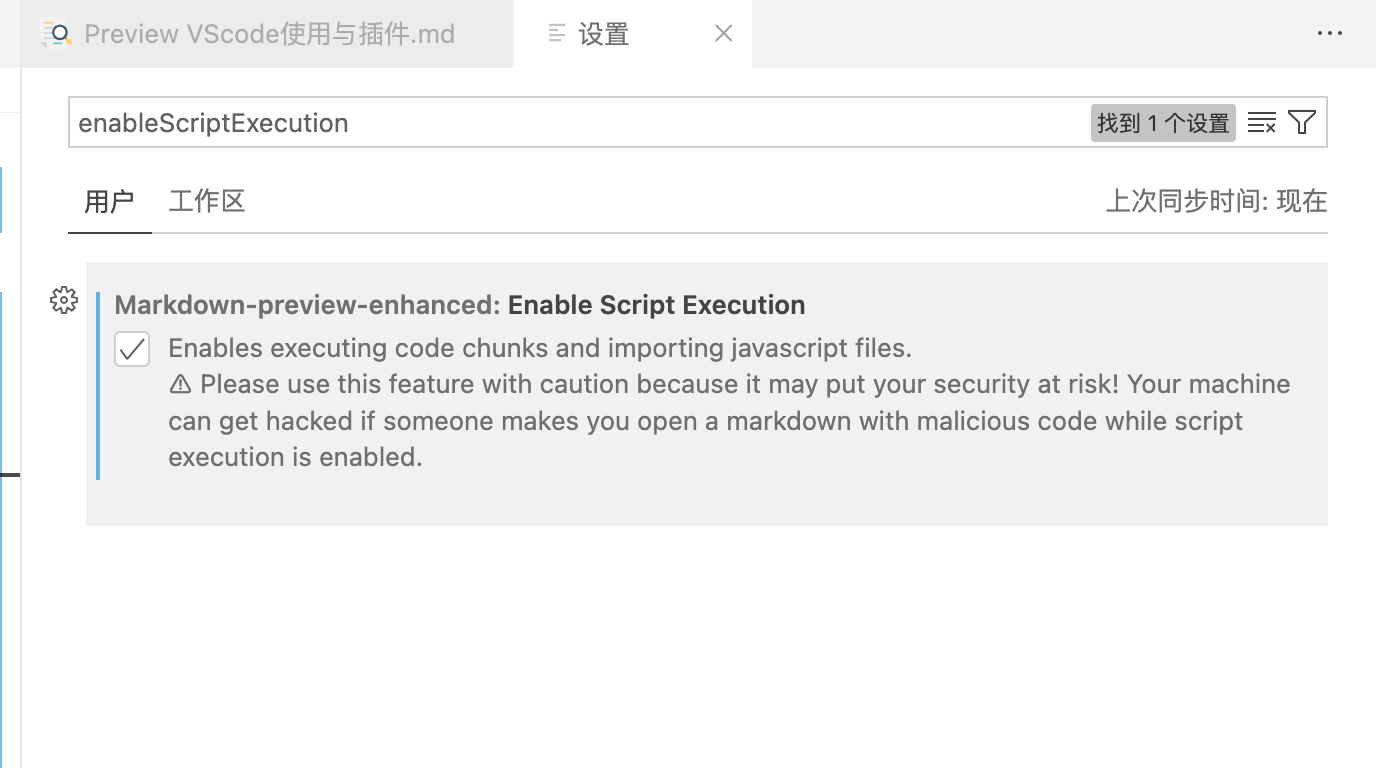 Preview VScode使用与插件.md
设置
enableScriptExecution
找到 1 个设置
用户
工作区
上次同步时间: 现在
Markdown-preview-enhanced: Enable Script Execution
Enables executing code chunks and importing javascript files.
⚠ Please use this feature with caution because it may put your security at risk! Your machine
can get hacked if someone makes you open a markdown with malicious code while script
execution is enabled.